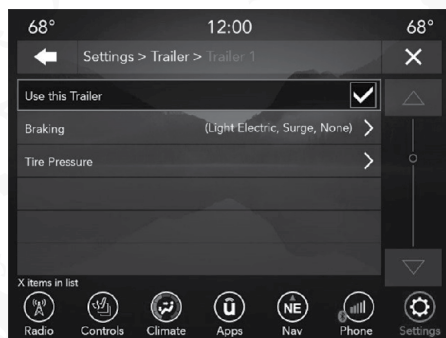 68° 12:00 68°
Settings > Trailer > Trailer 1
Use this Trailer
Braking (Light Electric, Surge, None) >
Tire Pressure >
X items in list
û NE
Radio Controls Climate Apps Nav Phone Settings